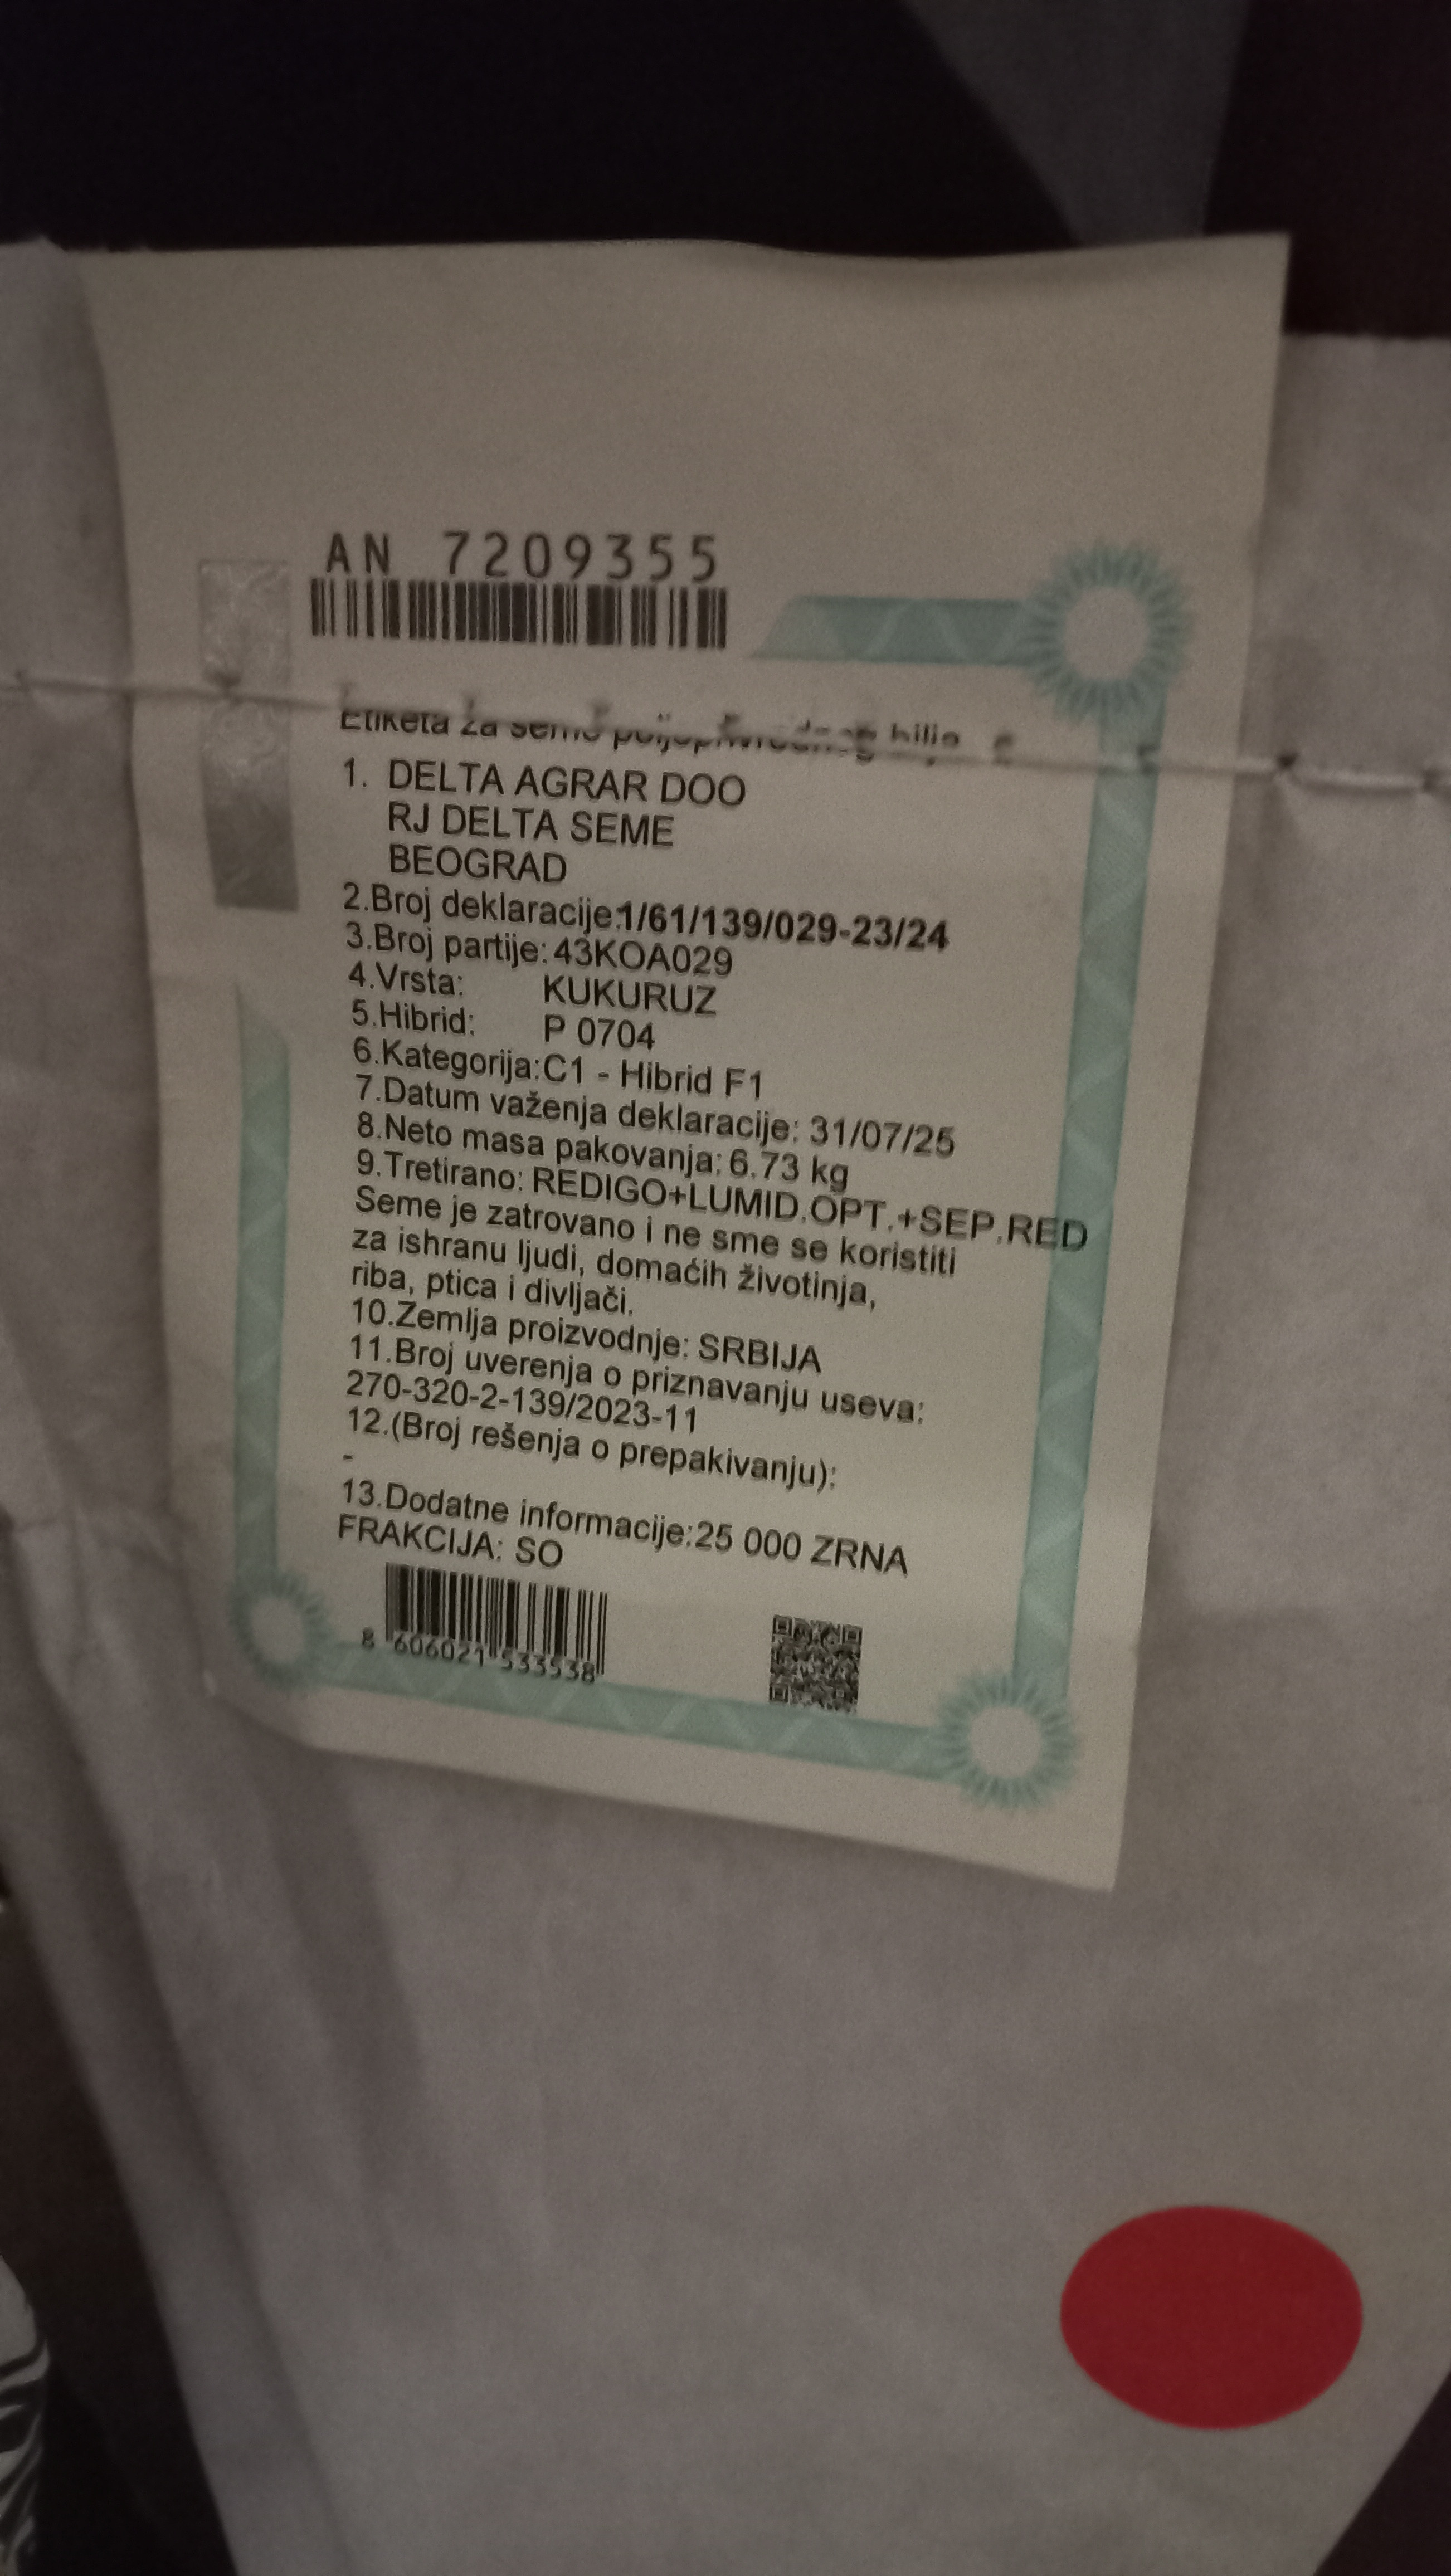 AN 7209355
Etiketa za seme poljoprivrednog bilja
1. DELTA AGRAR DOO
RJ DELTA SEME
BEOGRAD
2.Broj deklaracije:1/61/139/029-23/24
3.Broj partije: 43KOA029
4.Vrsta: KUKURUZ
5.Hibrid: P 0704
6.Kategorija:C1 - Hibrid F1
7.Datum važenja deklaracije: 31/07/25
8.Neto masa pakovanja: 6.73 kg
9.Tretirano: REDIGO+LUMID.OPT.+SEP.RED
Seme je zatrovano i ne sme se koristiti
za ishranu ljudi, domaćih životinja,
riba, ptica i divljači.
10.Zemlja proizvodnje: SRBIJA
11.Broj uverenja o priznavanju useva:
270-320-2-139/2023-11
12.(Broj rešenja o prepakivanju):
-
13.Dodatne informacije:25 000 ZRNA
FRAKCIJA: SO
8 606021 533538